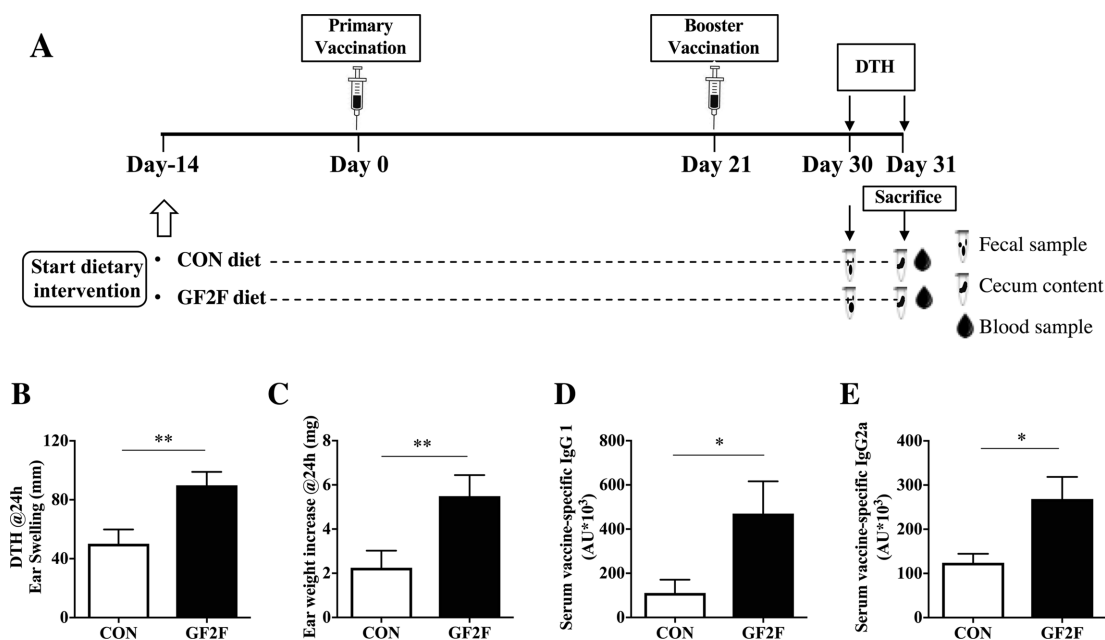 A
Primary
Vaccination
Booster
Vaccination
DTH
Day-14
Day 0
Day 21
Day 30
Day 31
Sacrifice
Start dietary
intervention
• CON diet
• GF2F diet
Fecal sample
Cecum content
Blood sample
B
DTH @24h
Ear Swelling (mm)
120
80
40
0
**
CON
GF2F
C
Ear weight increase @24h (mg)
8
6
4
2
0
**
CON
GF2F
D
Serum vaccine-specific IgG 1
(AU*10³)
800
600
400
200
0
*
CON
GF2F
E
Serum vaccine-specific IgG2a
(AU*10³)
400
300
200
100
0
*
CON
GF2F